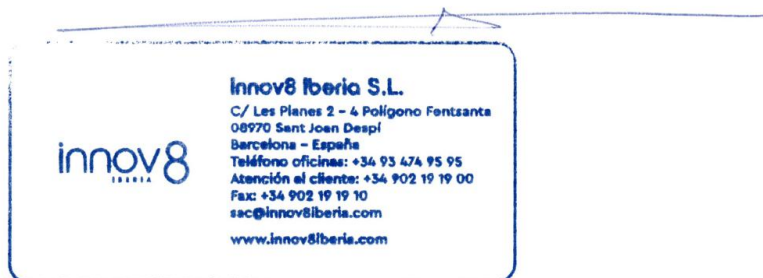 innov8
IBERIA
Innov8 Iberia S.L.
C/ Les Planes 2 - 4 Polígono Fontsanta
08970 Sant Joan Despí
Barcelona - España
Teléfono oficinas: +34 93 474 95 95
Atención al cliente: +34 902 19 19 00
Fax: +34 902 19 19 10
sac@innov8iberia.com
www.innov8iberia.com